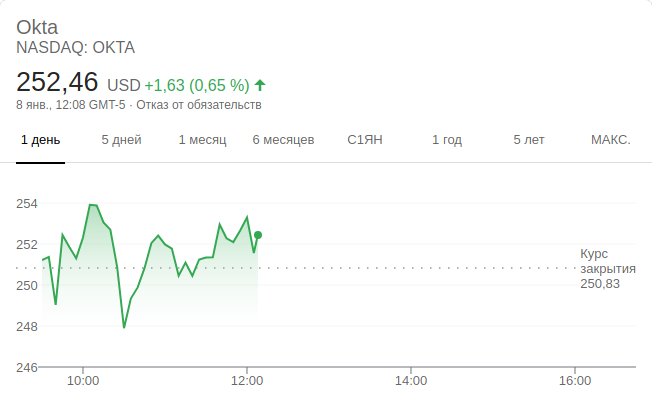 Okta
NASDAQ: OKTA
252,46 USD +1,63 (0,65 %)
8 янв., 12:08 GMT-5 · Отказ от обязательств
1 день 5 дней 1 месяц 6 месяцев С1ЯН 1 год 5 лет МАКС.
254
252
250
248
246
Курс
закрытия
250,83
10:00 12:00 14:00 16:00